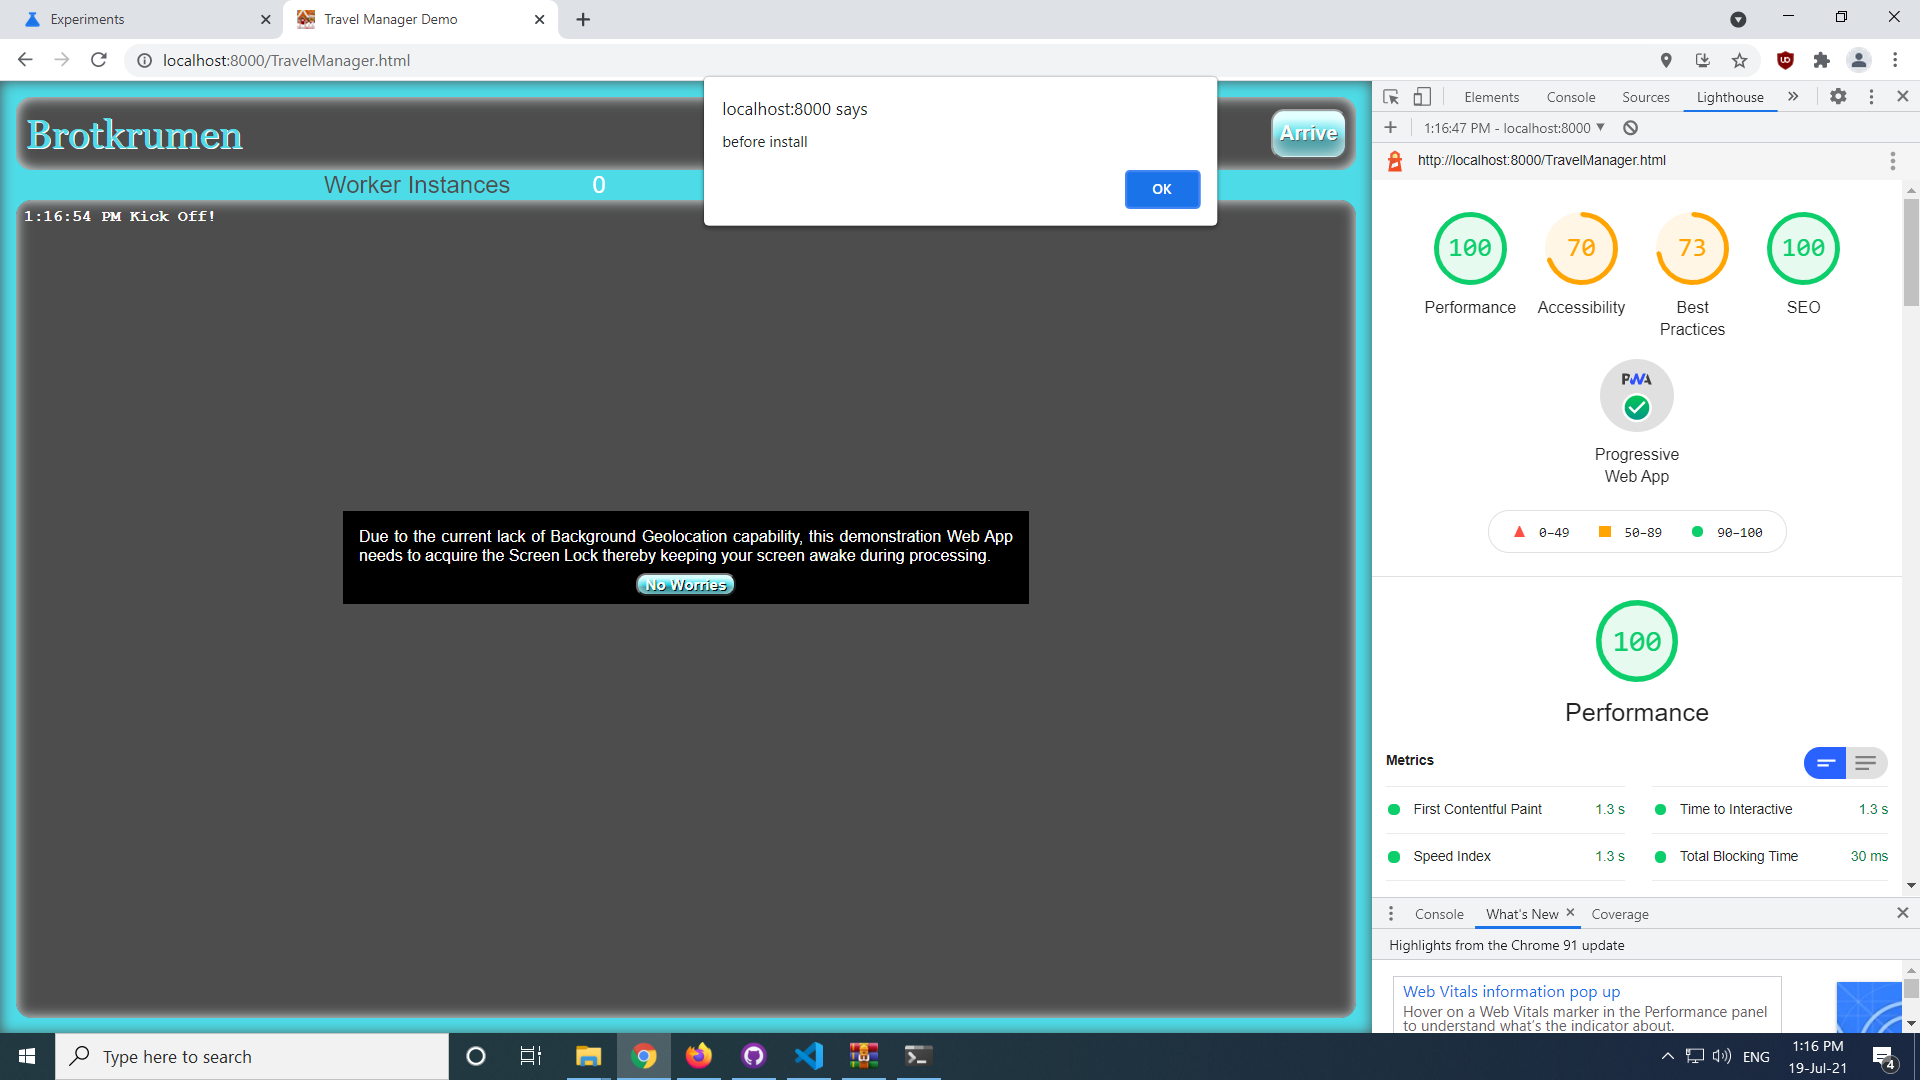 Experiments
Travel Manager Demo
localhost:8000/TravelManager.html
Brotkrumen
Arrive
Worker Instances 0
1:16:54 PM Kick Off!
localhost:8000 says
before install
OK
Due to the current lack of Background Geolocation capability, this demonstration Web App
needs to acquire the Screen Lock thereby keeping your screen awake during processing.
No Worries
Elements Console Sources Lighthouse
1:16:47 PM - localhost:8000
http://localhost:8000/TravelManager.html
100 70 73 100
Performance Accessibility Best SEO
Practices
PWA
Progressive
Web App
0–49 50–89 90–100
100
Performance
Metrics
First Contentful Paint 1.3 s Time to Interactive 1.3 s
Speed Index 1.3 s Total Blocking Time 30 ms
Console What's New Coverage
Highlights from the Chrome 91 update
Web Vitals information pop up
Hover on a Web Vitals marker in the Performance panel
to understand what's the indicator about.
Type here to search
ENG
1:16 PM
19-Jul-21
4